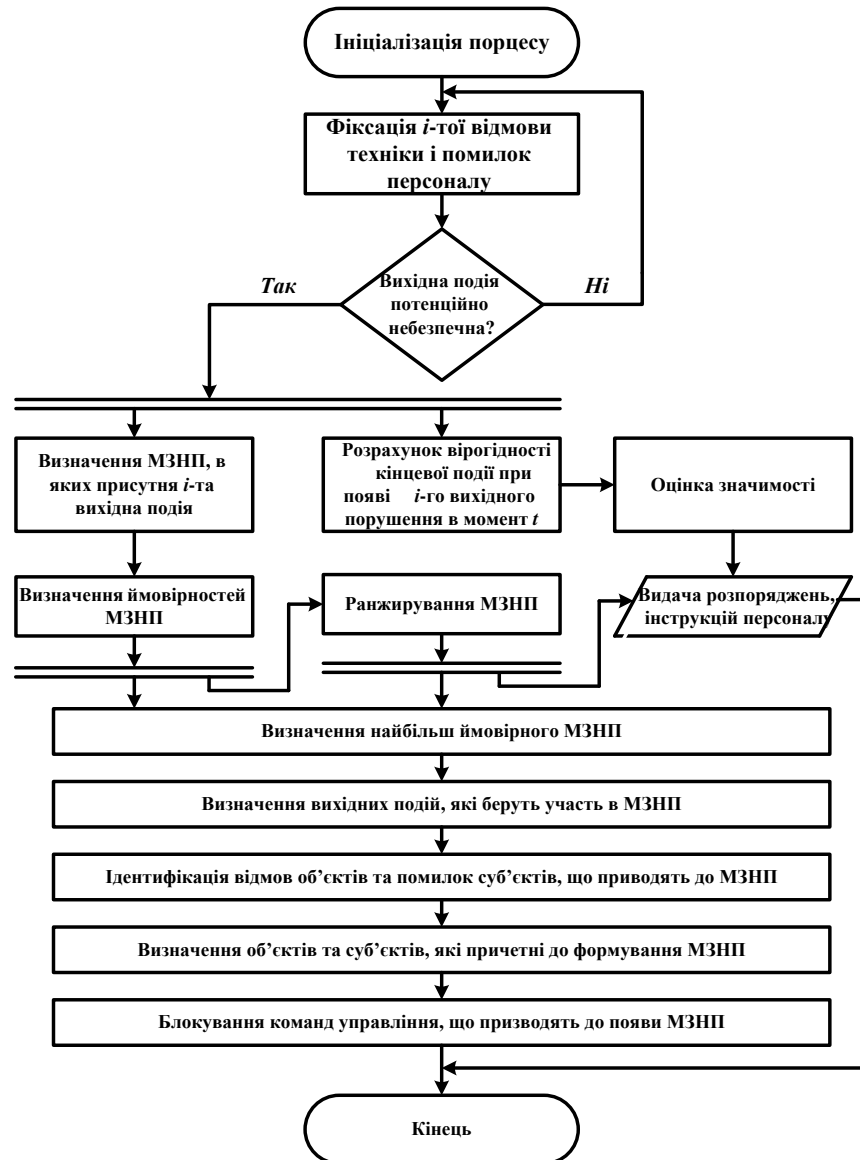 Ініціалізація порцесу
Фіксація і-тої відмови
техніки і помилок
персоналу
Так
Вихідна подія
потенційно
небезпечна?
Ні
Визначення МЗНП, в
яких присутня і-та
вихідна подія
Розрахунок вірогідності
кінцевої події при
появі і-го вихідного
порушення в момент t
Оцінка значимості
Визначення ймовірностей
МЗНП
Ранжирування МЗНП
Видача розпоряджень,
інструкцій персоналу
Визначення найбільш ймовірного МЗНП
Визначення вихідних подій, які беруть участь в МЗНП
Ідентифікація відмов об’єктів та помилок суб’єктів, що приводять до МЗНП
Визначення об’єктів та суб’єктів, які причетні до формування МЗНП
Блокування команд управління, що призводять до появи МЗНП
Кінець